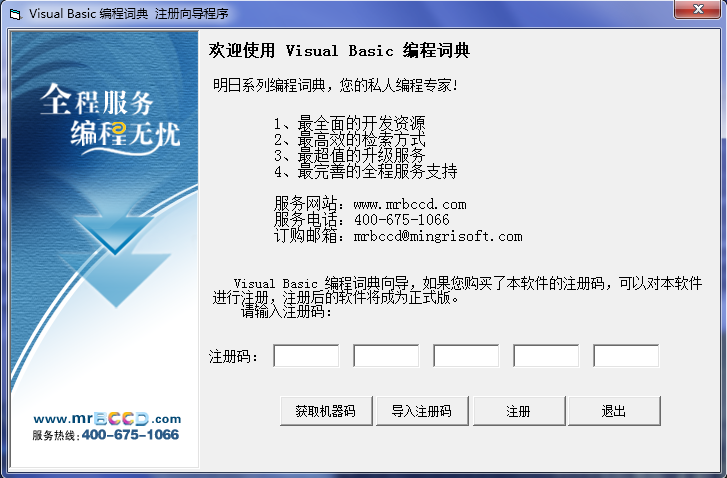 Visual Basic 编程词典 注册向导程序
全程服务
编程无忧
www.mrBCCD.com
服务热线:400-675-1066
欢迎使用 Visual Basic 编程词典
明日系列编程词典，您的私人编程专家!
1、最全面的开发资源
2、最高效的检索方式
3、最超值的升级服务
4、最完善的全程服务支持
服务网站：www.mrbccd.com
服务电话：400-675-1066
订购邮箱：mrbccd@mingrisoft.com
Visual Basic 编程词典向导，如果您购买了本软件的注册码，可以对本软件
进行注册，注册后的软件将成为正式版。
请输入注册码：
注册码：
获取机器码 导入注册码 注册 退出